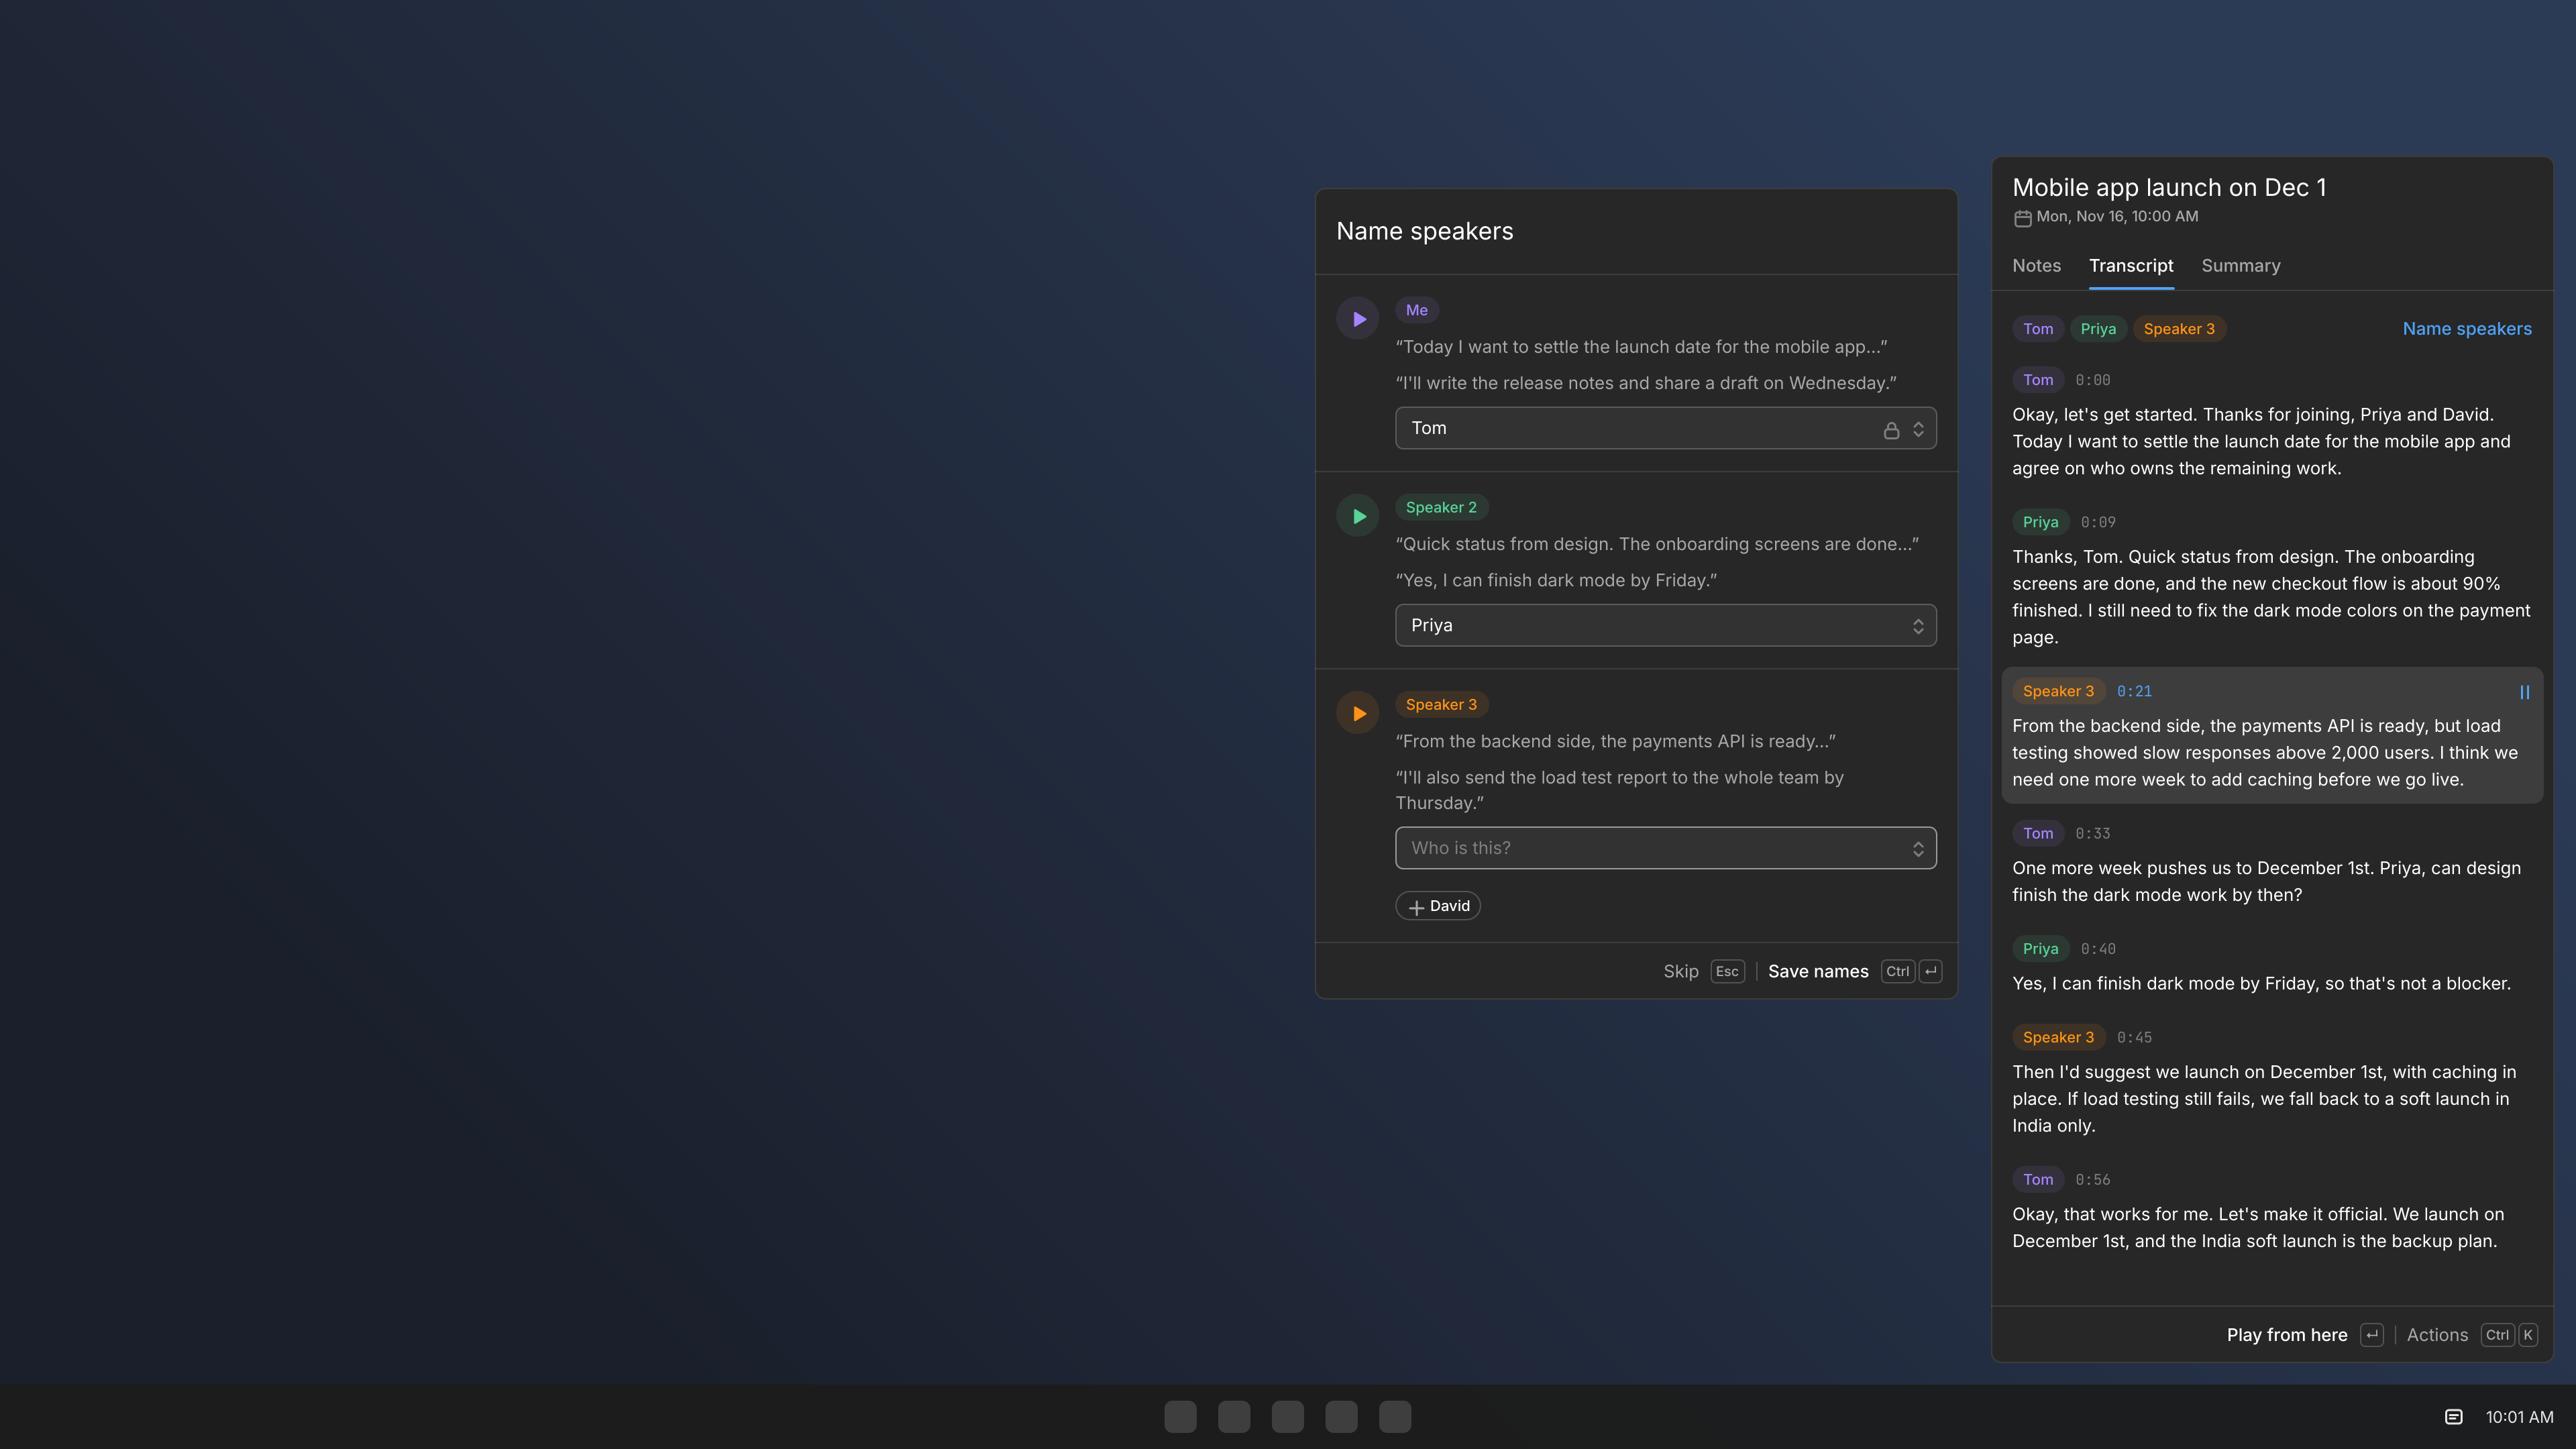 Name speakers
Me
“Today I want to settle the launch date for the mobile app…”
“I'll write the release notes and share a draft on Wednesday.”
Tom
Speaker 2
“Quick status from design. The onboarding screens are done…”
“Yes, I can finish dark mode by Friday.”
Priya
Speaker 3
“From the backend side, the payments API is ready…”
“I'll also send the load test report to the whole team by
Thursday.”
Who is this?
David
Skip Esc Save names Ctrl
Mobile app launch on Dec 1
Mon, Nov 16, 10:00 AM
Notes Transcript Summary
Tom Priya Speaker 3 Name speakers
Tom 0:00
Okay, let's get started. Thanks for joining, Priya and David.
Today I want to settle the launch date for the mobile app and
agree on who owns the remaining work.
Priya 0:09
Thanks, Tom. Quick status from design. The onboarding
screens are done, and the new checkout flow is about 90%
finished. I still need to fix the dark mode colors on the payment
page.
Speaker 3 0:21
From the backend side, the payments API is ready, but load
testing showed slow responses above 2,000 users. I think we
need one more week to add caching before we go live.
Tom 0:33
One more week pushes us to December 1st. Priya, can design
finish the dark mode work by then?
Priya 0:40
Yes, I can finish dark mode by Friday, so that's not a blocker.
Speaker 3 0:45
Then I'd suggest we launch on December 1st, with caching in
place. If load testing still fails, we fall back to a soft launch in
India only.
Tom 0:56
Okay, that works for me. Let's make it official. We launch on
December 1st, and the India soft launch is the backup plan.
Play from here Actions Ctrl K
10:01 AM